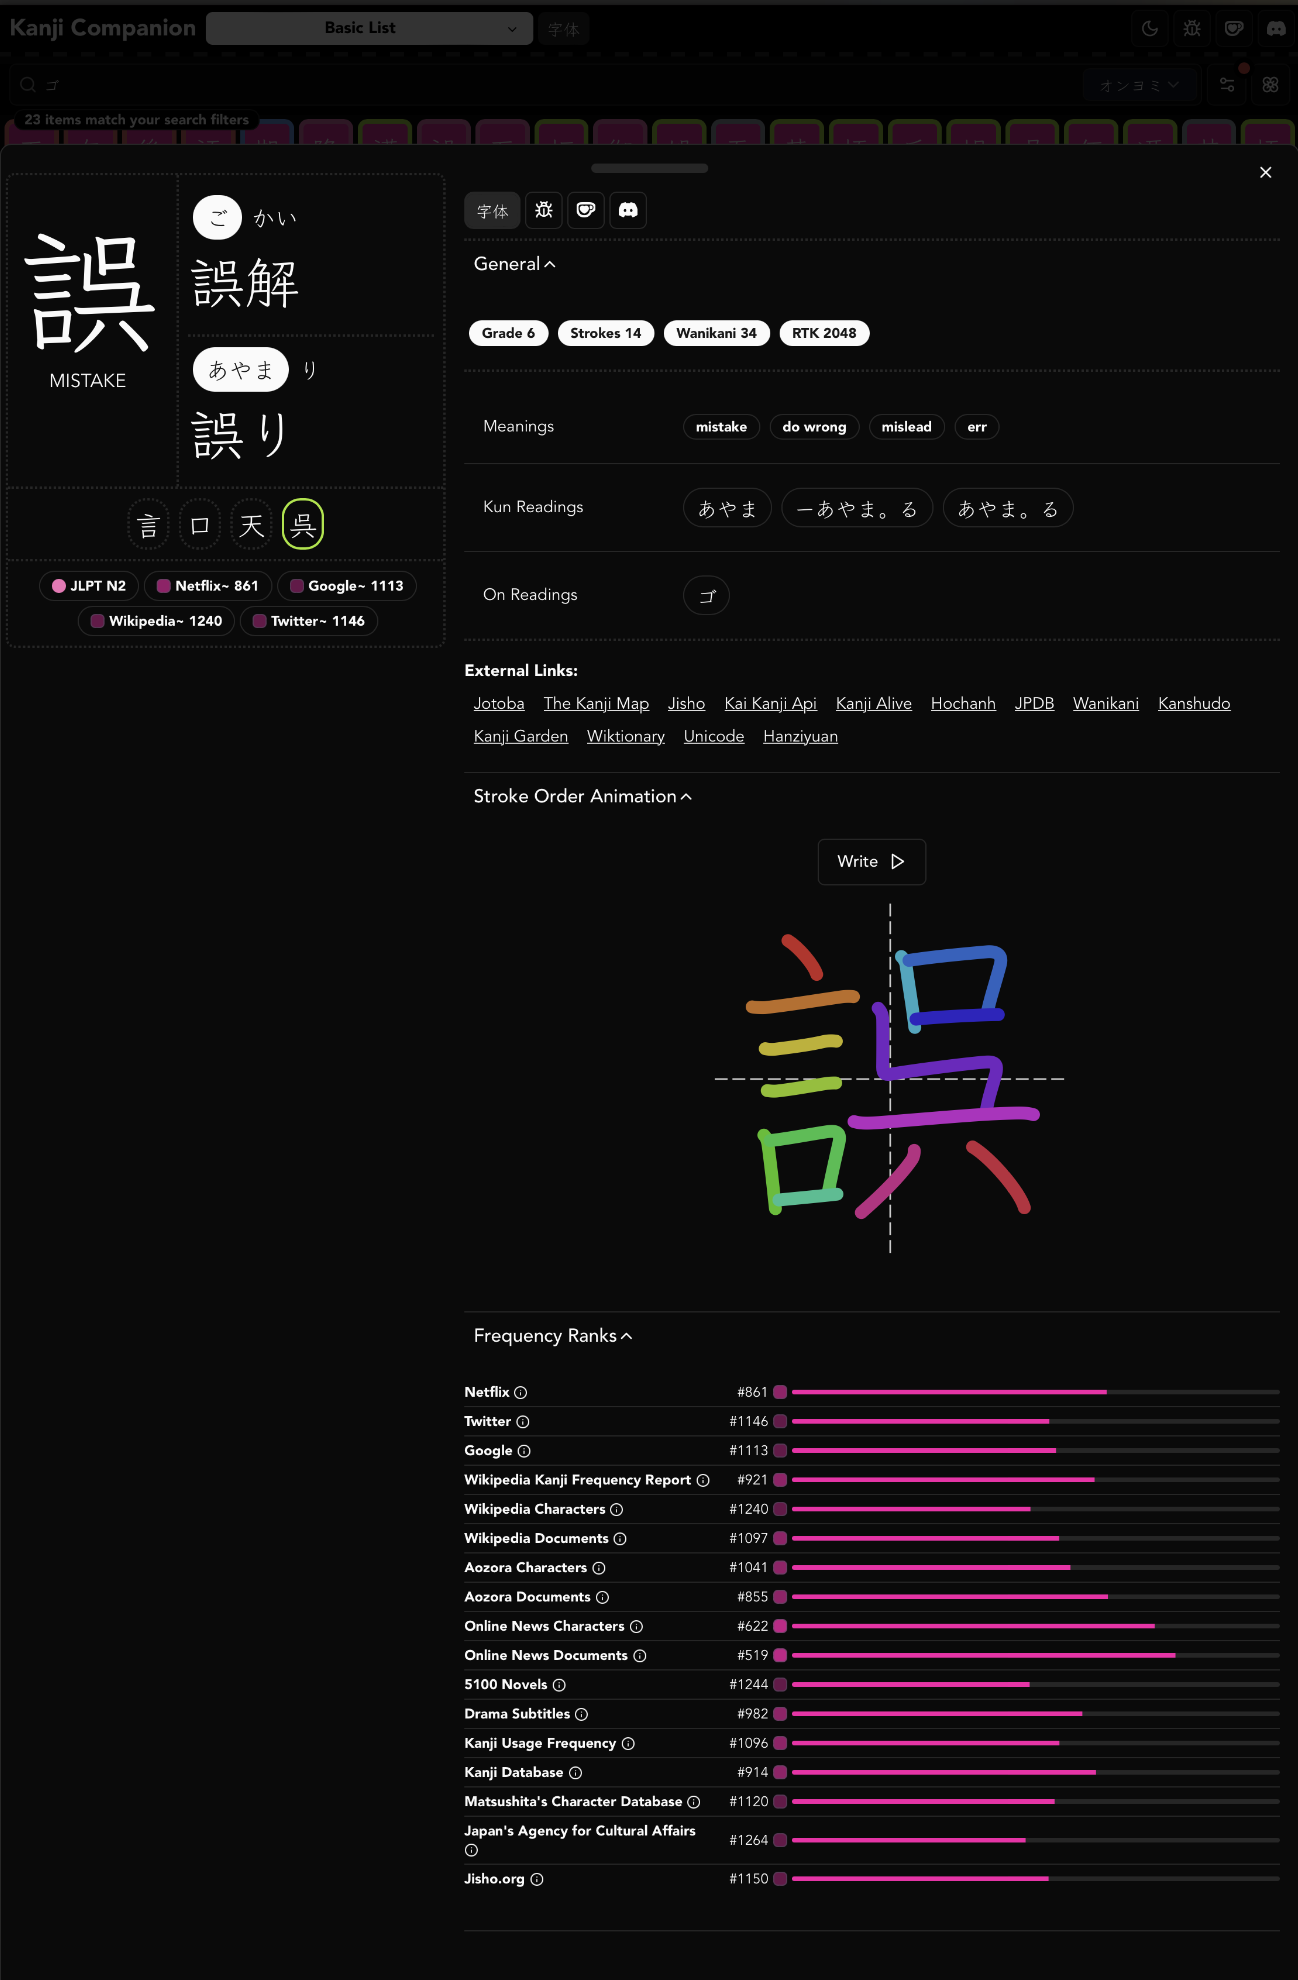 Kanji Companion Basic List 字体
ゴ オンヨミ
23 items match your search filters
誤
MISTAKE
ご かい
誤解
あやま り
誤り
言 口 天 呉
JLPT N2 Netflix~ 861 Google~ 1113
Wikipedia~ 1240 Twitter~ 1146
字体
General
Grade 6 Strokes 14 Wanikani 34 RTK 2048
Meanings mistake do wrong mislead err
Kun Readings あやま ーあやま。る あやま。る
On Readings ゴ
External Links:
Jotoba The Kanji Map Jisho Kai Kanji Api Kanji Alive Hochanh JPDB Wanikani Kanshudo
Kanji Garden Wiktionary Unicode Hanziyuan
Stroke Order Animation
Write
誤
Frequency Ranks
Netflix #861
Twitter #1146
Google #1113
Wikipedia Kanji Frequency Report #921
Wikipedia Characters #1240
Wikipedia Documents #1097
Aozora Characters #1041
Aozora Documents #855
Online News Characters #622
Online News Documents #519
5100 Novels #1244
Drama Subtitles #982
Kanji Usage Frequency #1096
Kanji Database #914
Matsushita's Character Database #1120
Japan's Agency for Cultural Affairs #1264
Jisho.org #1150